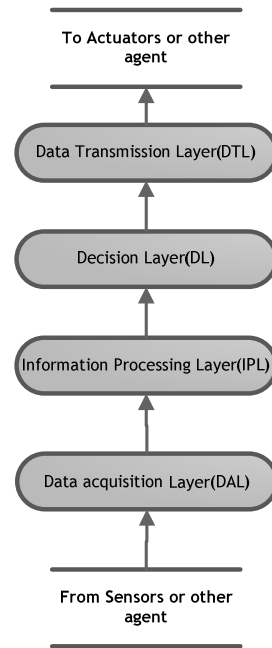 To Actuators or other
agent
Data Transmission Layer(DTL)
Decision Layer(DL)
Information Processing Layer(IPL)
Data acquisition Layer(DAL)
From Sensors or other
agent